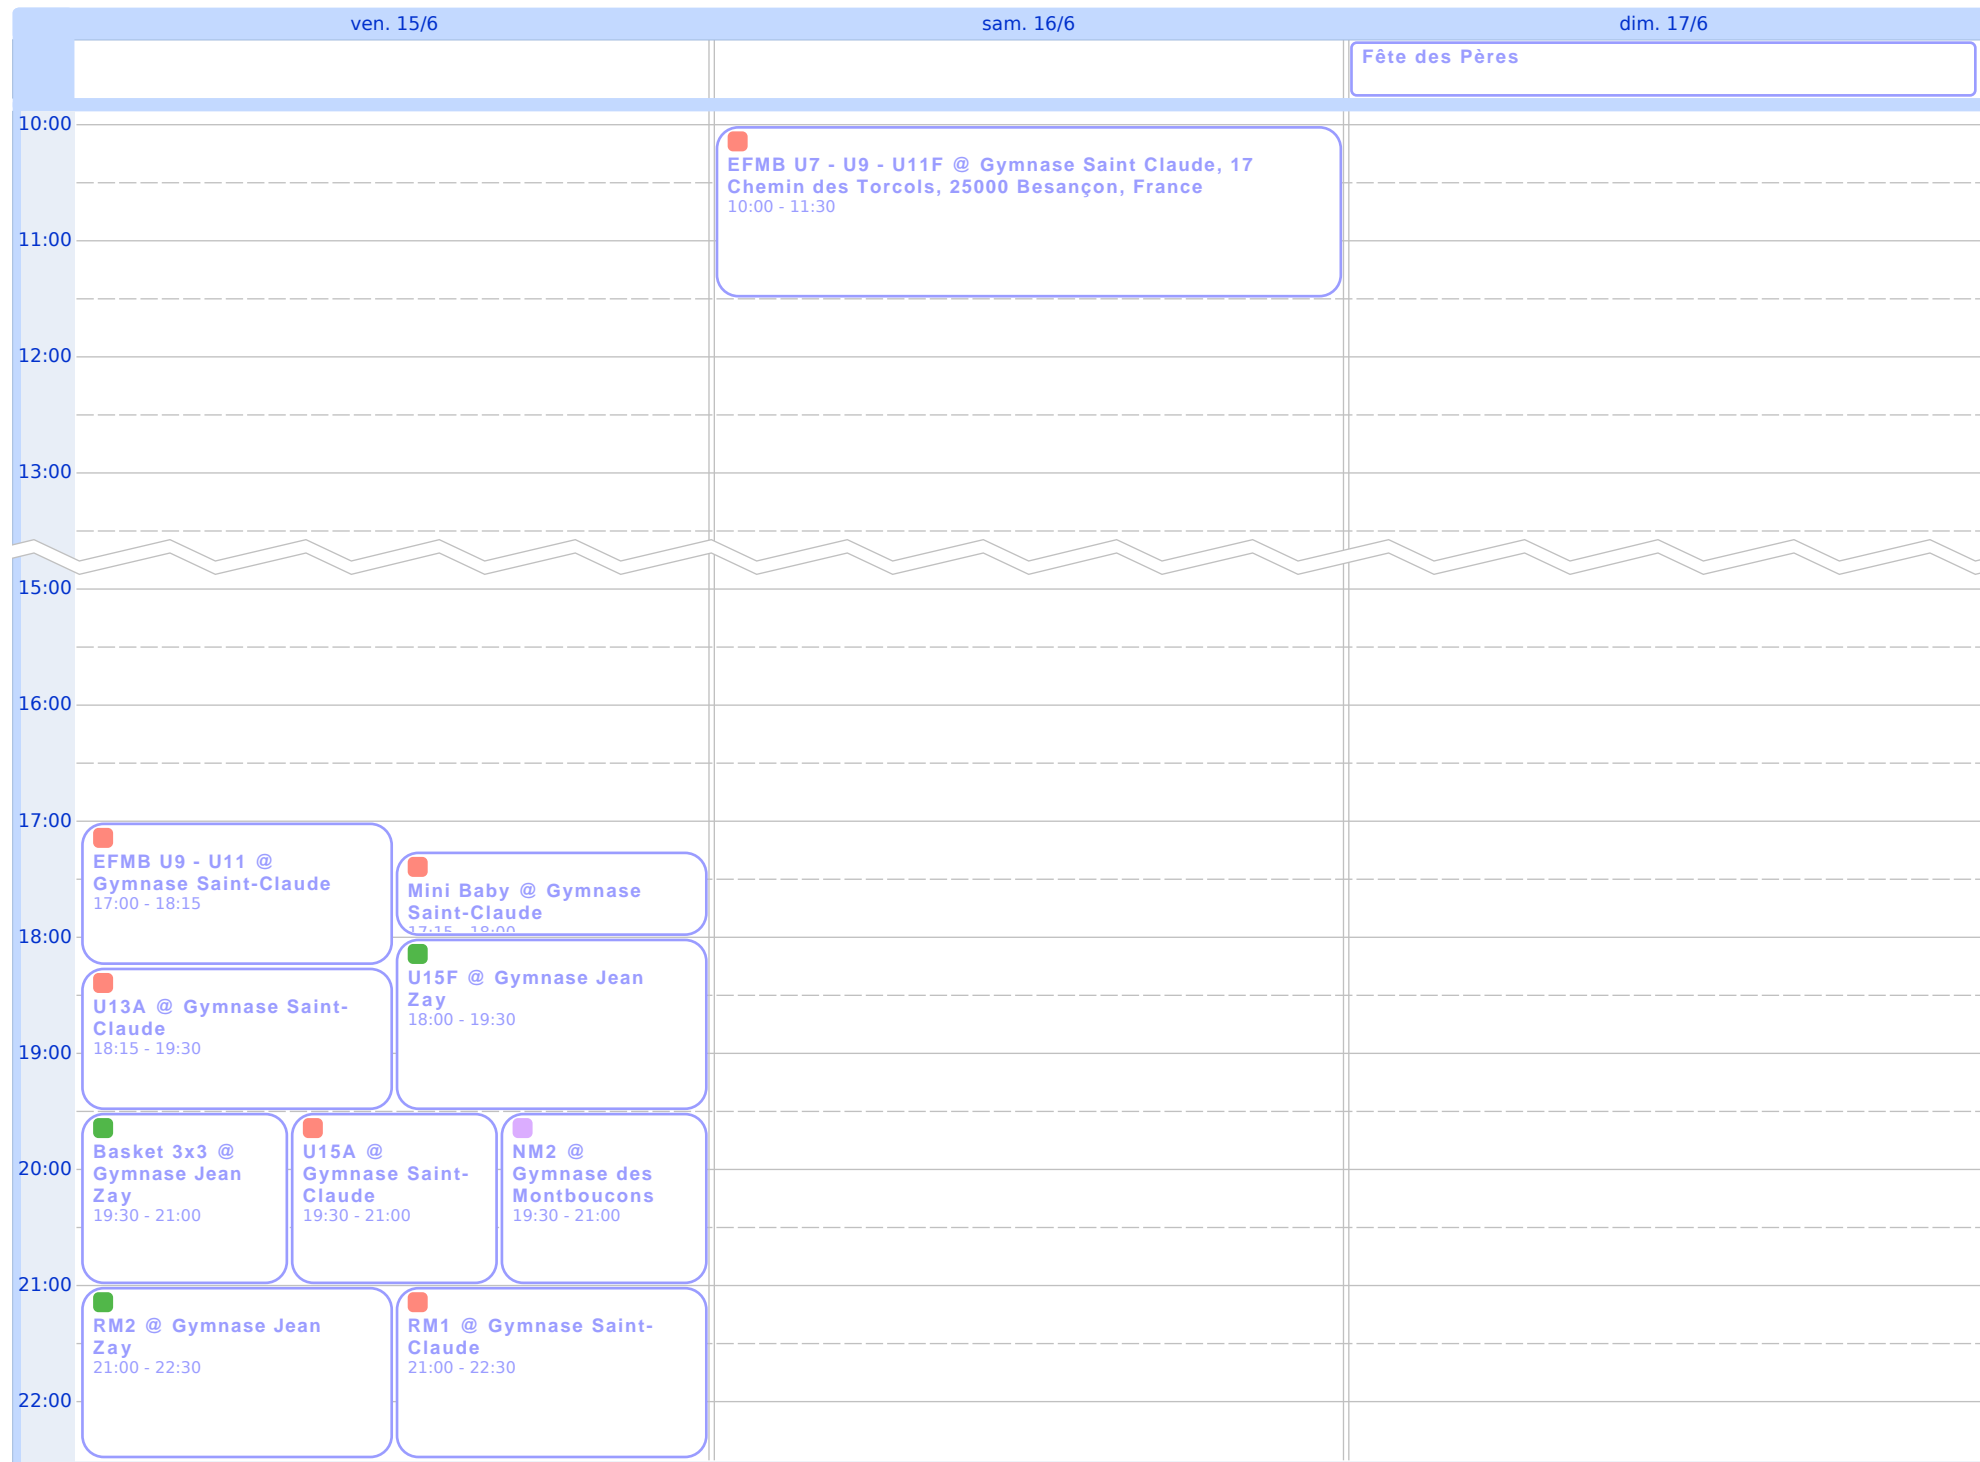 ven. 15/6
sam. 16/6
dim. 17/6
Fête des Pères
10:00
EFMB U7 - U9 - U11F @ Gymnase Saint Claude, 17
Chemin des Torcols, 25000 Besançon, France
10:00 - 11:30
11:00
12:00
13:00
15:00
16:00
17:00
EFMB U9 - U11 @
Gymnase Saint-Claude
17:00 - 18:15
Mini Baby @ Gymnase
Saint-Claude
17:15 - 18:00
18:00
U15F @ Gymnase Jean
Zay
18:00 - 19:30
U13A @ Gymnase Saint-
Claude
18:15 - 19:30
19:00
Basket 3x3 @
Gymnase Jean
Zay
19:30 - 21:00
U15A @
Gymnase Saint-
Claude
19:30 - 21:00
NM2 @
Gymnase des
Montboucons
19:30 - 21:00
20:00
21:00
RM2 @ Gymnase Jean
Zay
21:00 - 22:30
RM1 @ Gymnase Saint-
Claude
21:00 - 22:30
22:00